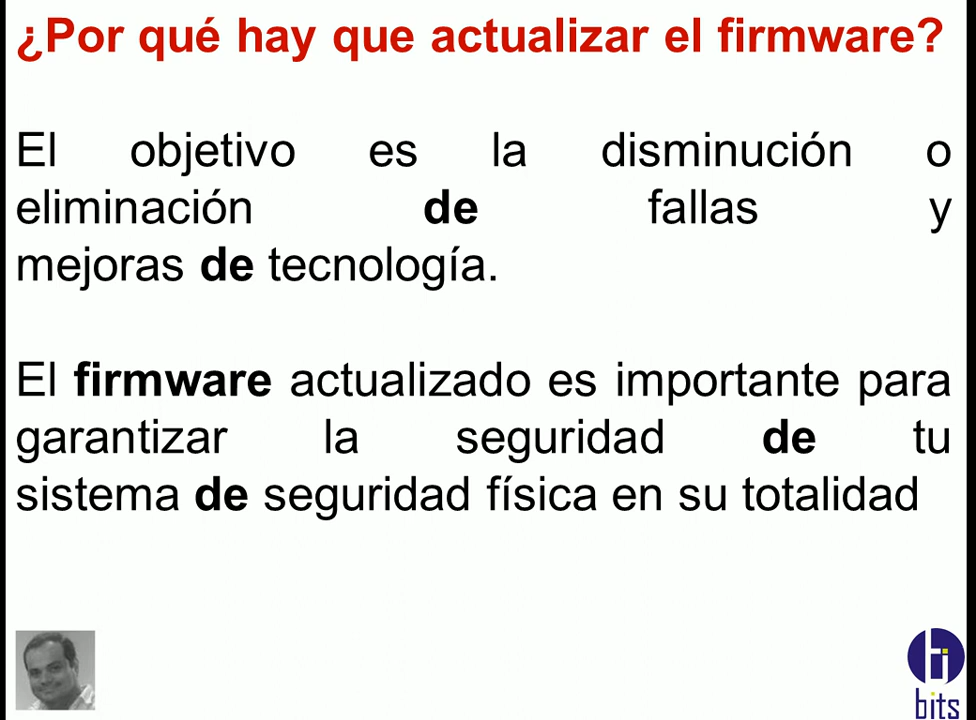 ¿Por qué hay que actualizar el firmware?
El objetivo es la disminución o
eliminación de fallas y
mejoras de tecnología.
El firmware actualizado es importante para
garantizar la seguridad de tu
sistema de seguridad física en su totalidad
bits